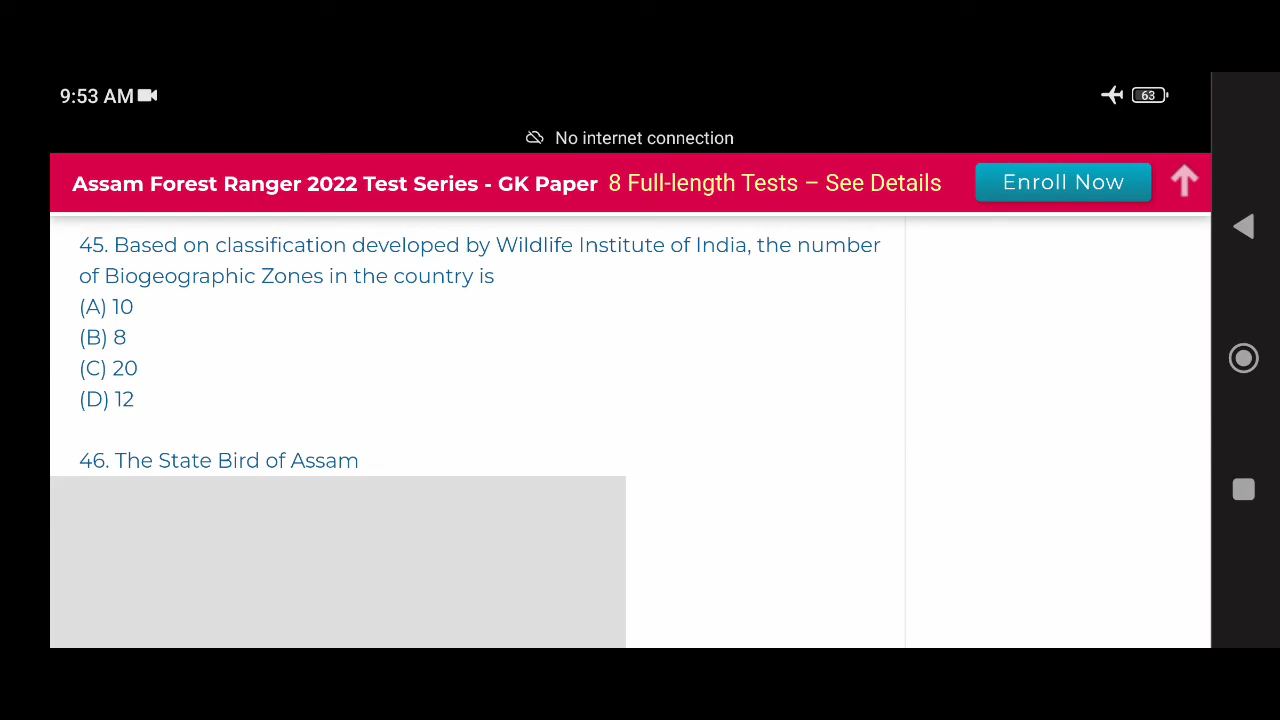 9:53 AM
63
No internet connection
Assam Forest Ranger 2022 Test Series - GK Paper 8 Full-length Tests – See Details Enroll Now
45. Based on classification developed by Wildlife Institute of India, the number
of Biogeographic Zones in the country is
(A) 10
(B) 8
(C) 20
(D) 12
46. The State Bird of Assam